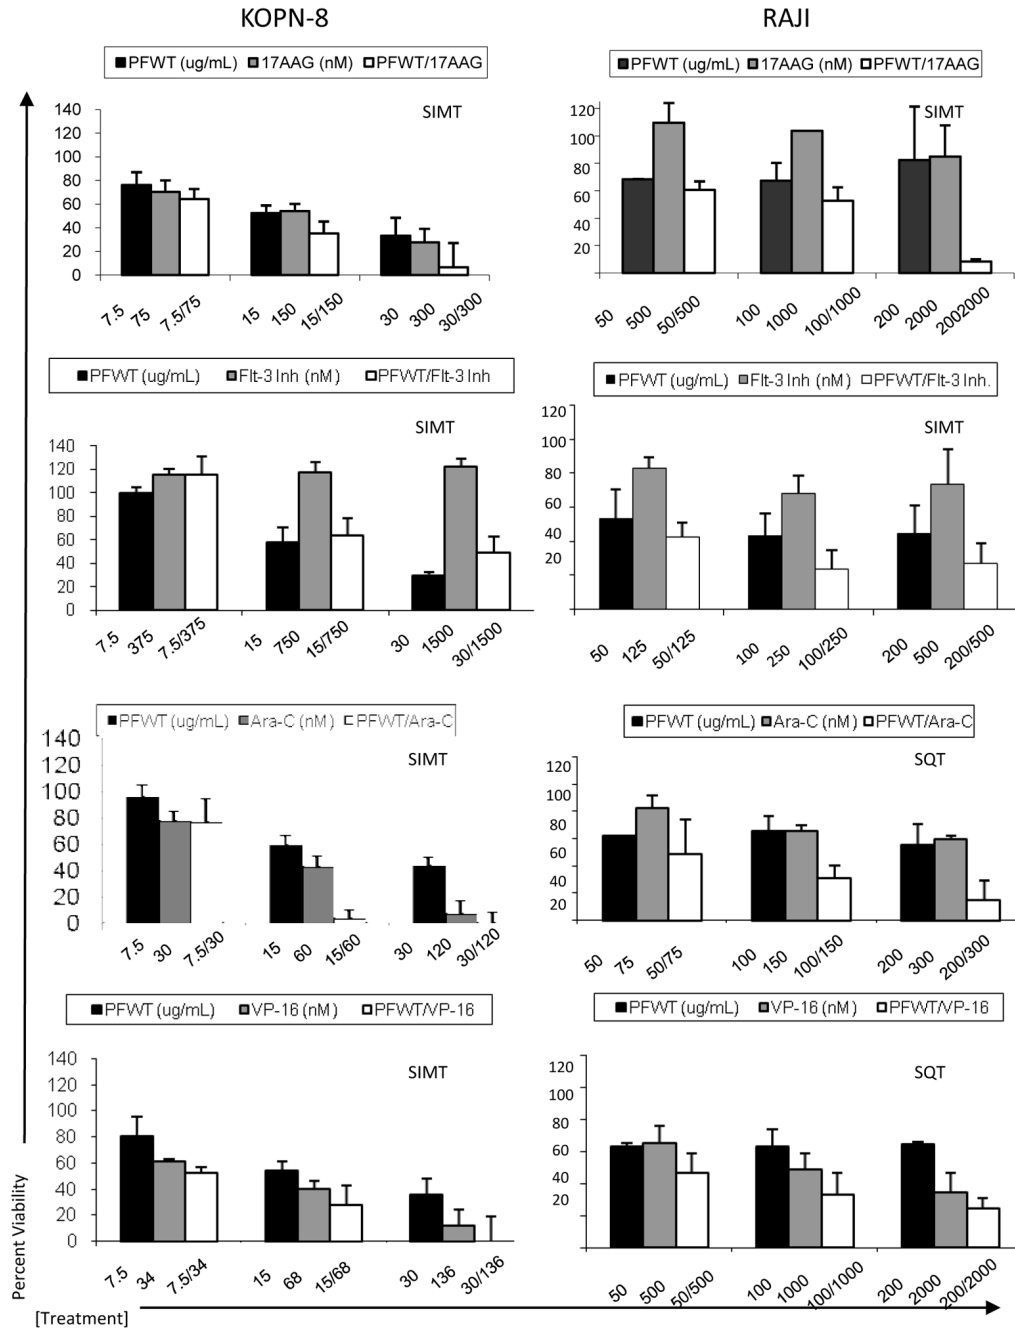 KOPN-8
RAJI
PFWT (ug/mL) 17AAG (nM) PFWT/17AAG
140
120
100
80
60
40
20
0
SIMT
7.5 75 7.5/75 15 150 15/150 30 300 30/300
PFWT (ug/mL) 17AAG (nM) PFWT/17AAG
120
100
80
60
40
20
SIMT
50 500 50/500 100 1000 100/1000 200 2000 2002000
PFWT (ug/mL) Flt-3 Inh (nM) PFWT/Flt-3 Inh
140
120
100
80
60
40
20
0
SIMT
7.5 375 7.5/375 15 750 15/750 30 1500 30/1500
PFWT (ug/mL) Flt-3 Inh (nM) PFWT/Flt-3 Inh.
120
100
80
60
40
20
SIMT
50 125 50/125 100 250 100/250 200 500 200/500
PFWT (ug/mL) Ara-C (nM) PFWT/Ara-C
140
120
100
80
60
40
20
0
SIMT
7.5 30 7.5/30 15 60 15/60 30 120 30/120
PFWT (ug/mL) Ara-C (nM) PFWT/Ara-C
120
100
80
60
40
20
SQT
50 75 50/75 100 150 100/150 200 300 200/300
PFWT (ug/mL) VP-16 (nM) PFWT/VP-16
140
120
100
80
60
40
20
0
SIMT
7.5 34 7.5/34 15 68 15/68 30 136 30/136
PFWT (ug/mL) VP-16 (nM) PFWT/VP-16
120
100
80
60
40
20
SQT
50 500 50/500 100 1000 100/1000 200 2000 200/2000
Percent Viability
[Treatment]